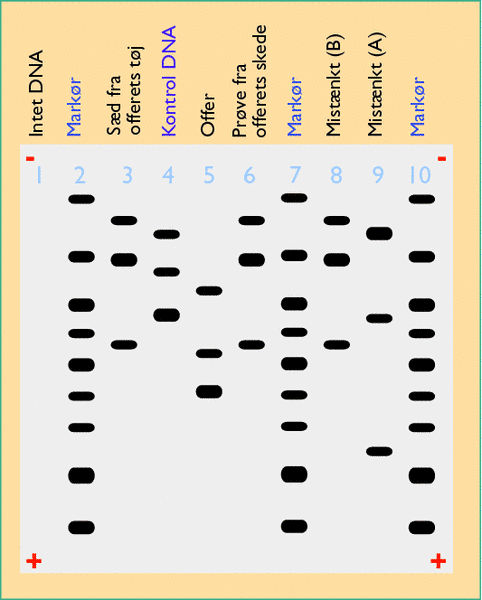 Intet DNA
Markør
Sæd fra
offerets tøj
Kontrol DNA
Offer
Prøve fra
offerets skede
Markør
Mistænkt (B)
Mistænkt (A)
Markør
- -
1 2 3 4 5 6 7 8 9 10
+ +